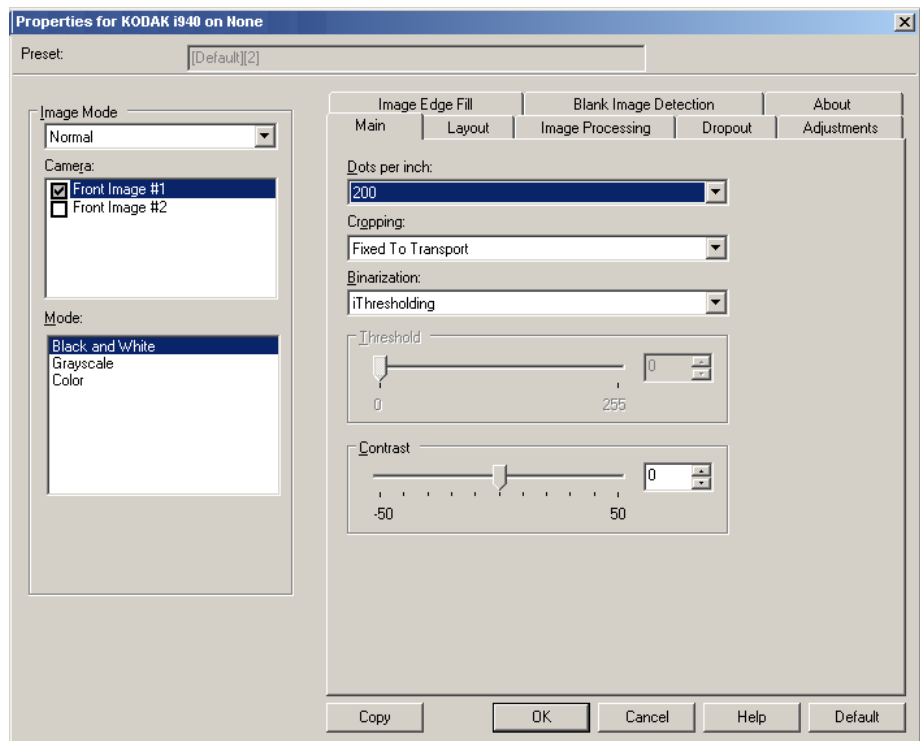 Properties for KODAK i940 on None
Preset:
[Default][2]
Image Mode
Normal
Camera:
Front Image #1
Front Image #2
Mode:
Black and White
Grayscale
Color
Image Edge Fill
Blank Image Detection
About
Main
Layout
Image Processing
Dropout
Adjustments
Dots per inch:
200
Cropping:
Fixed To Transport
Binarization:
iThresholding
Threshold
0
0
255
Contrast
0
-50
50
Copy
OK
Cancel
Help
Default